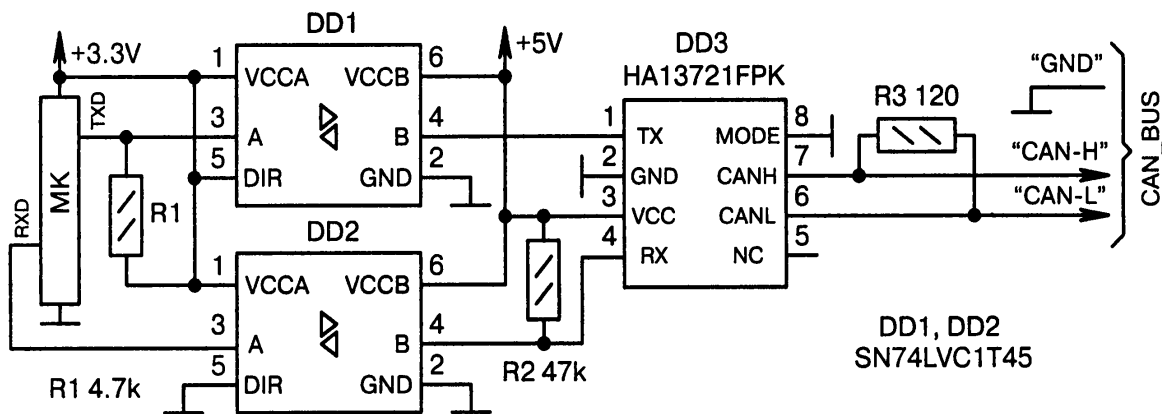 +3.3V
DD1
+5V
DD3
HA13721FPK
"GND"
R3 120
CAN_BUS
TXD
1 VCCA VCCB 6
3 A B 4
5 DIR GND 2
1 TX MODE 8
2 GND CANH 7
3 VCC CANL 6
4 RX NC 5
"CAN-H"
"CAN-L"
MK
RXD
R1
DD2
1 VCCA VCCB 6
3 A B 4
5 DIR GND 2
R1 4.7k
R2 47k
DD1, DD2
SN74LVC1T45